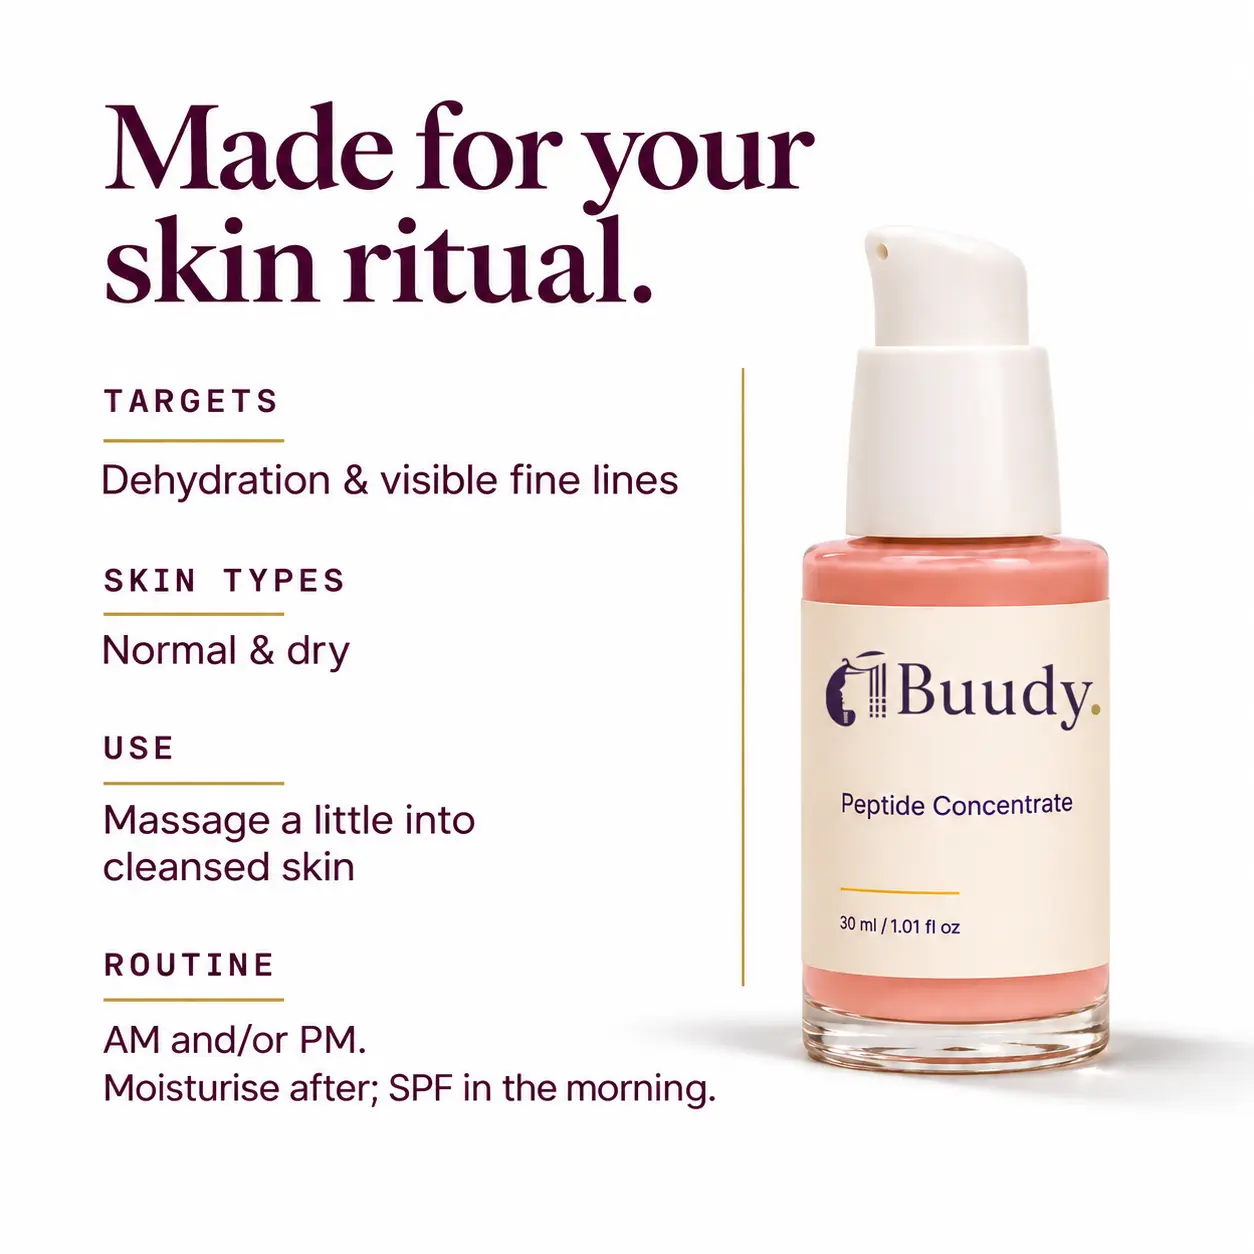 Made for your
skin ritual.
TARGETS
Dehydration & visible fine lines
SKIN TYPES
Normal & dry
USE
Massage a little into
cleansed skin
ROUTINE
AM and/or PM.
Moisturise after; SPF in the morning.
Buudy.
Peptide Concentrate
30 ml / 1.01 fl oz